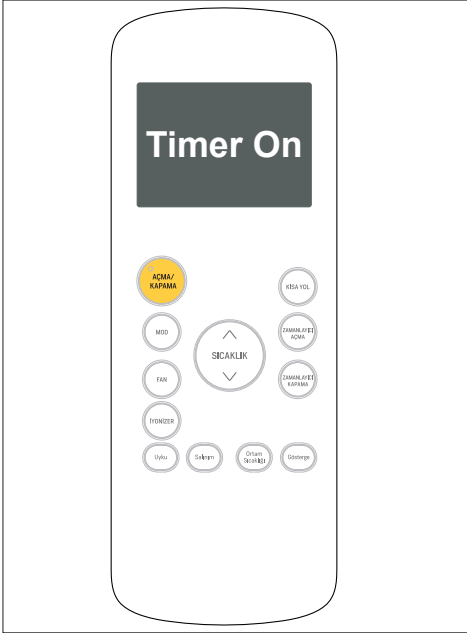 Timer On
AÇMA/
KAPAMA
KISA YOL
MOD
ZAMANLAYICI
AÇMA
SICAKLIK
FAN
ZAMANLAYICI
KAPAMA
İYONİZER
Uyku
Salınım
Ortam
Sıcaklığı
Gösterge